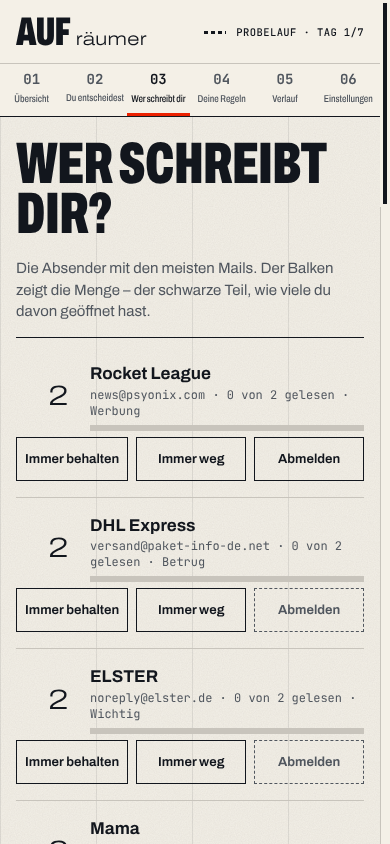 AUF räumer
PROBELAUF · TAG 1/7
01 02 03 04 05 06
Übersicht Du entscheidest Wer schreibt dir Deine Regeln Verlauf Einstellungen
WER SCHREIBT
DIR?
Die Absender mit den meisten Mails. Der Balken
zeigt die Menge – der schwarze Teil, wie viele du
davon geöffnet hast.
2
Rocket League
news@psyonix.com · 0 von 2 gelesen ·
Werbung
Immer behalten Immer weg Abmelden
2
DHL Express
versand@paket-info-de.net · 0 von 2
gelesen · Betrug
Immer behalten Immer weg Abmelden
2
ELSTER
noreply@elster.de · 0 von 2 gelesen ·
Wichtig
Immer behalten Immer weg Abmelden
Mama